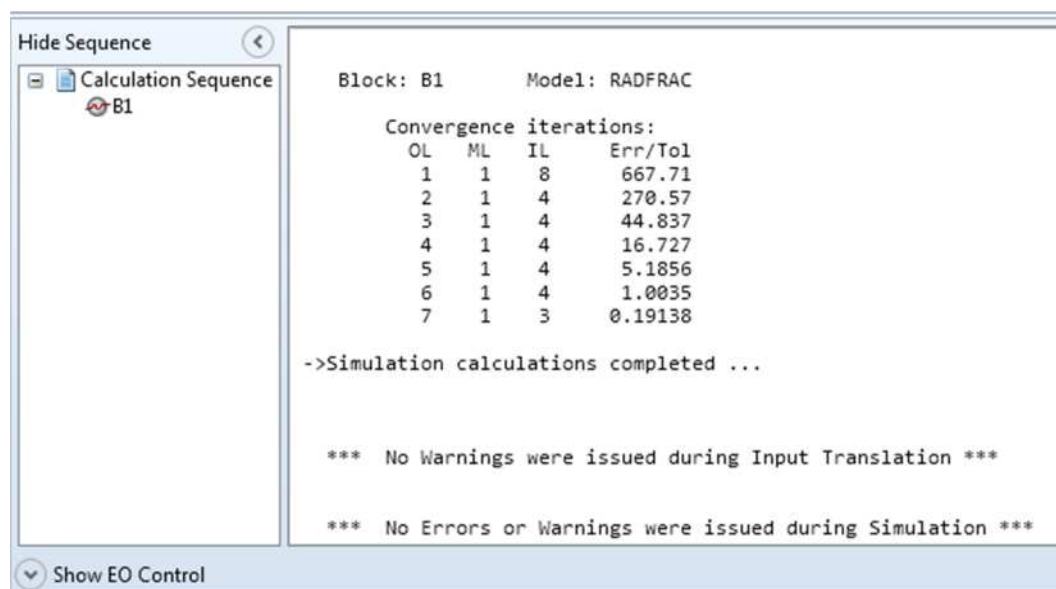 Hide Sequence
Calculation Sequence
B1
Block: B1 Model: RADFRAC
Convergence iterations:
OL ML IL Err/Tol
1 1 8 667.71
2 1 4 270.57
3 1 4 44.837
4 1 4 16.727
5 1 4 5.1856
6 1 4 1.0035
7 1 3 0.19138
->Simulation calculations completed ...
*** No Warnings were issued during Input Translation ***
*** No Errors or Warnings were issued during Simulation ***
Show EO Control